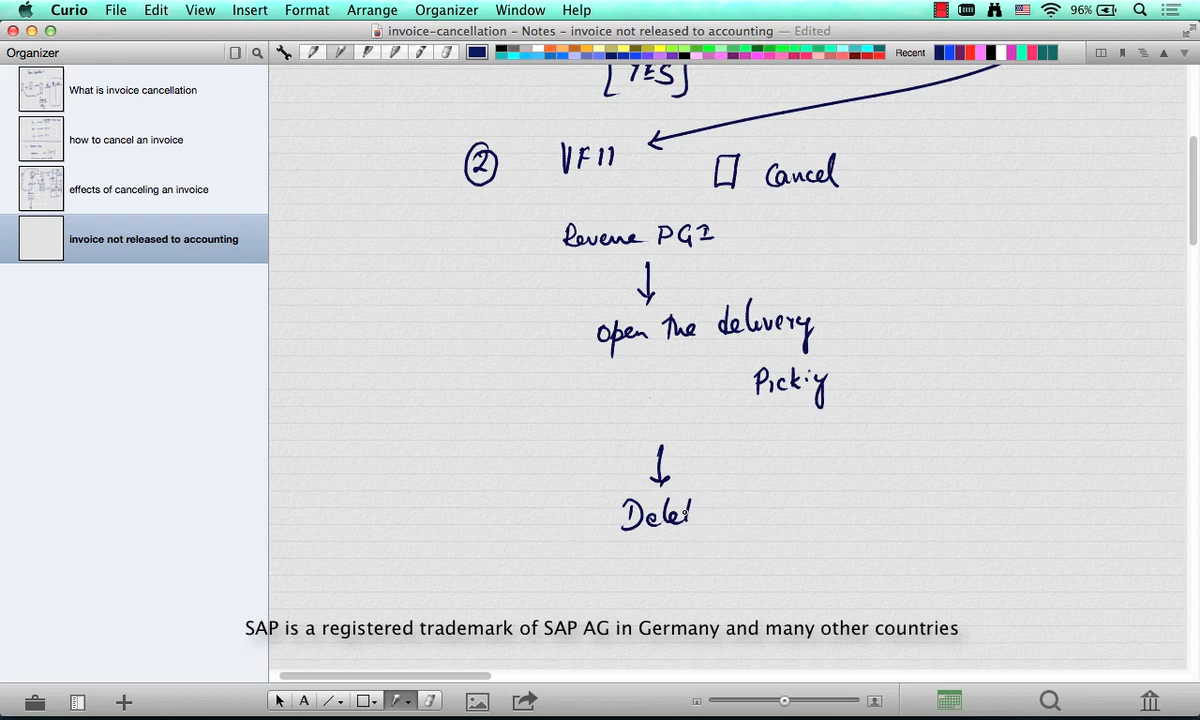 Curio File Edit View Insert Format Arrange Organizer Window Help 96%
invoice-cancellation — Notes - invoice not released to accounting — Edited
Organizer Recent
What is invoice cancellation
how to cancel an invoice
effects of canceling an invoice
invoice not released to accounting
[YES]
② VF11
Cancel
Reverse PGI
open the delivery
Picking
Delet
SAP is a registered trademark of SAP AG in Germany and many other countries
A